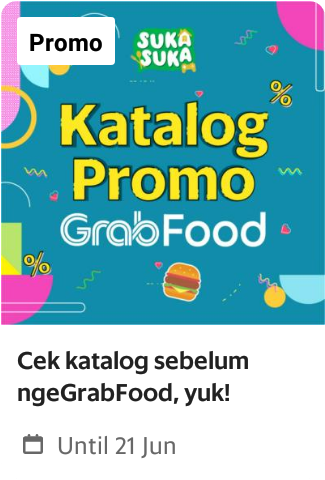 Promo
SUKA
SUKA
%
Katalog
Promo
GrabFood
%
Cek katalog sebelum
ngeGrabFood, yuk!
Until 21 Jun